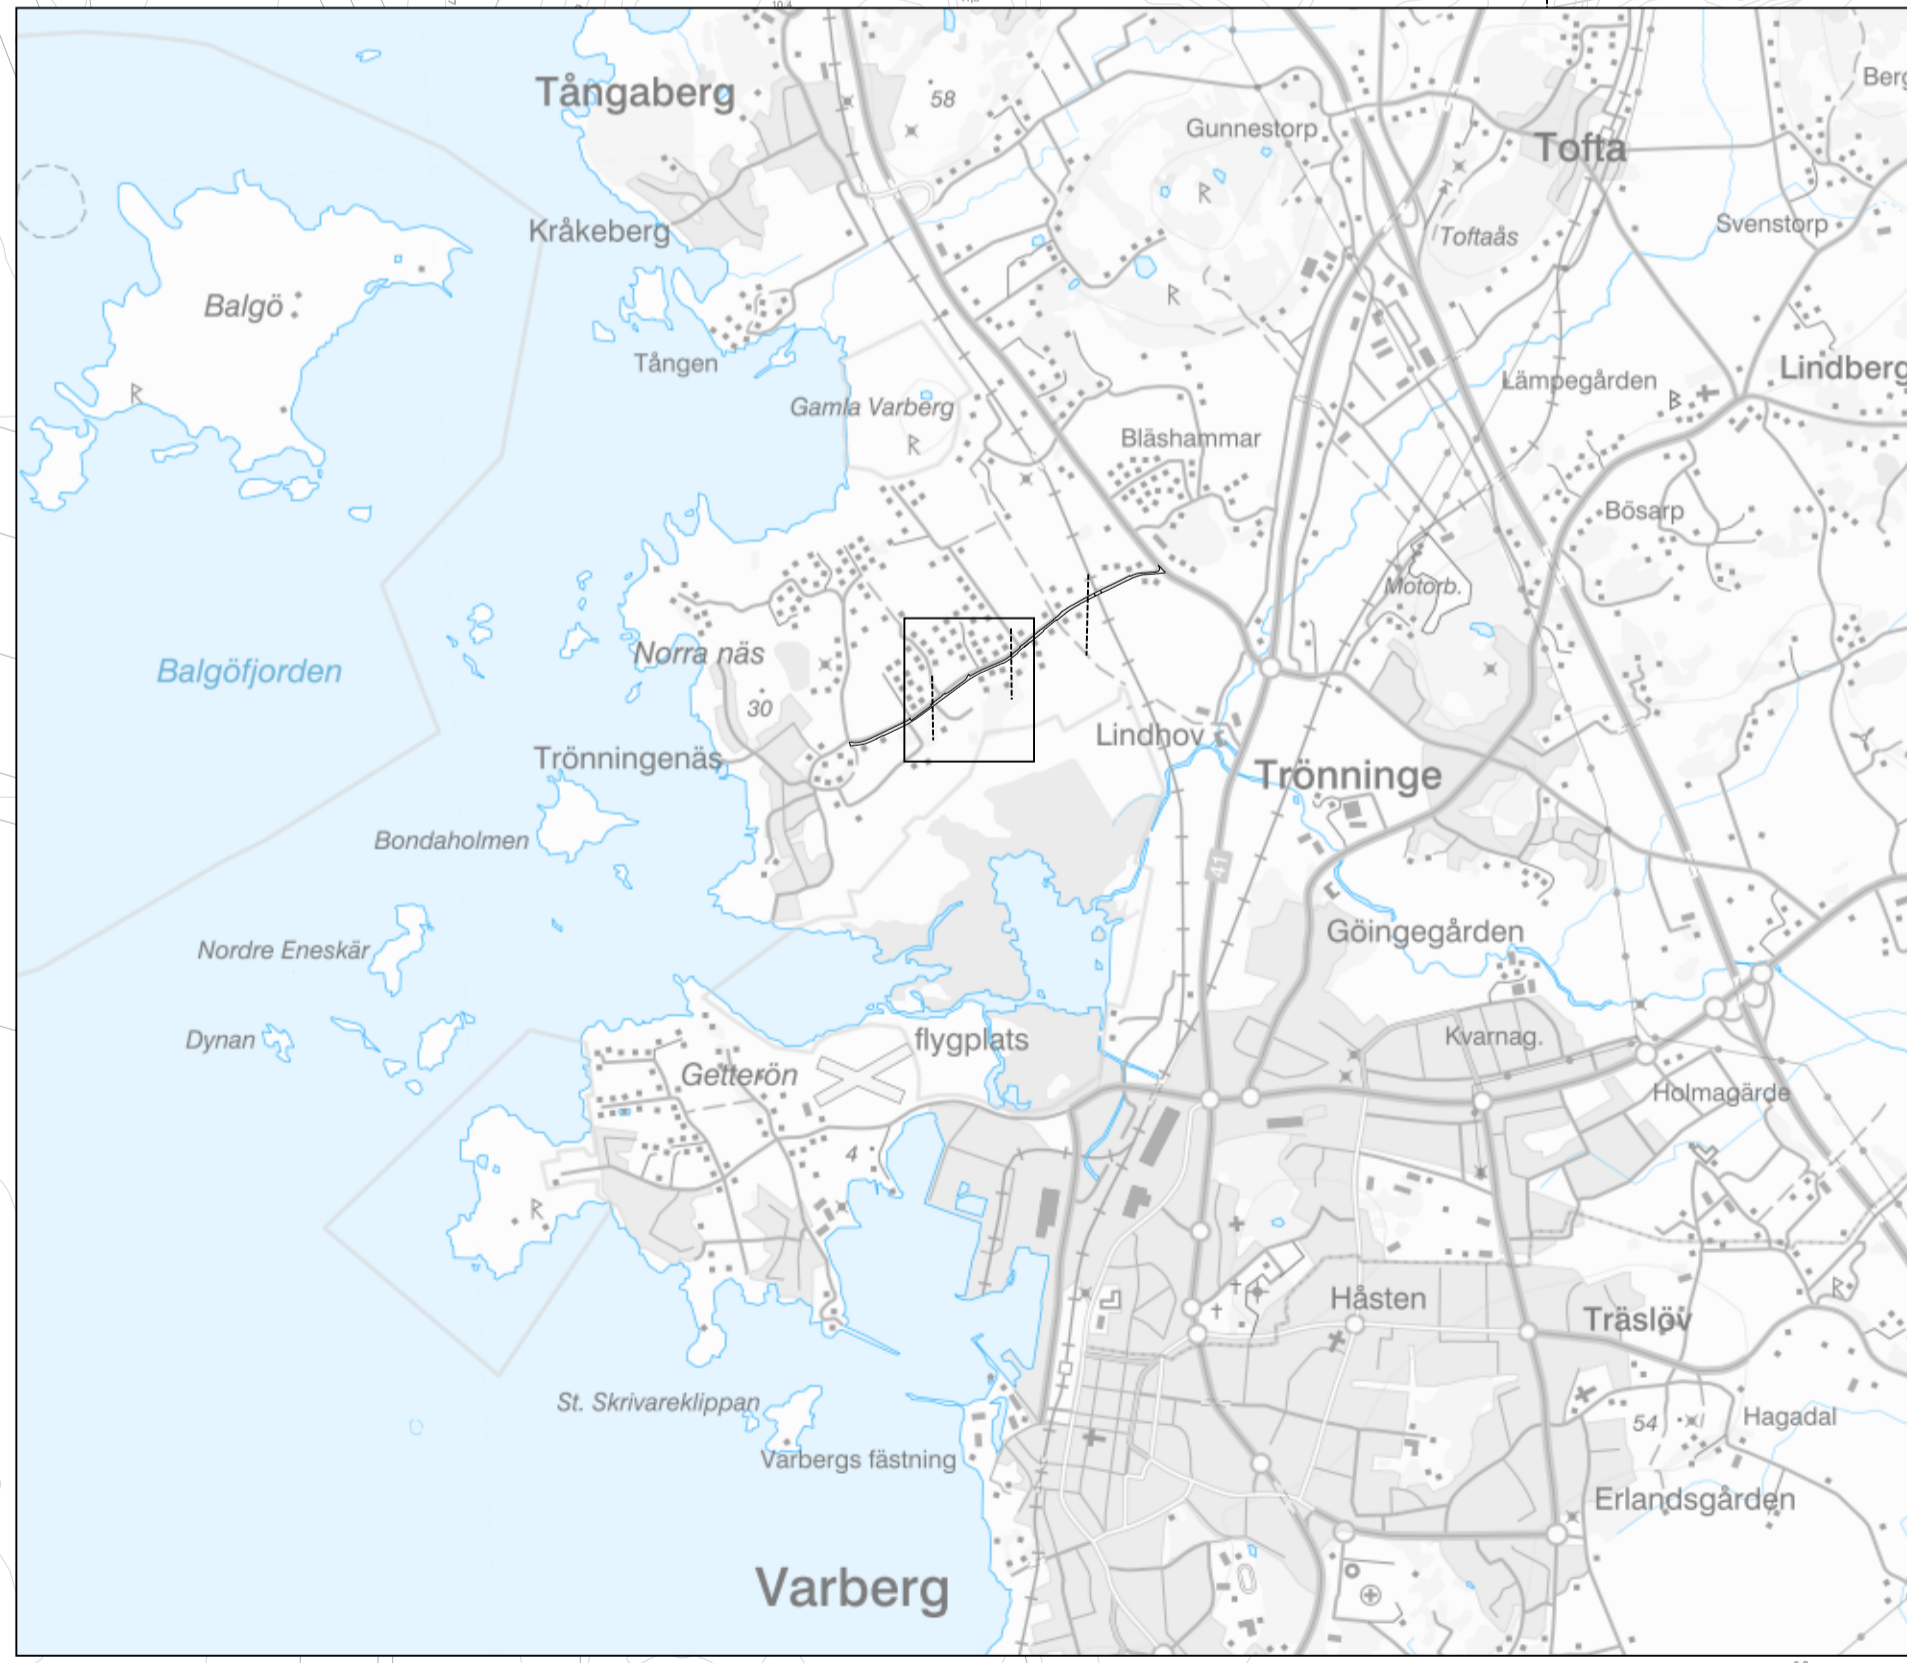 Tångaberg
58
Berg
Gunnestorp
Tofta
Kråkeberg
Svenstorp
Toftaås
R
Balgö
R
Tången
Lindberg
Lämpegården
R
B
Gamla Varberg
Bläshammar
R
Bösarp
Motorb.
Norra näs
Balgöfjorden
30
Lindhov
Trönningenäs
Trönninge
Bondaholmen
41
Göingegården
Nordre Eneskär
Dynan
flygplats
Kvarnag.
Getterön
Holmagärde
4
R
R
Håsten
Träslöv
St. Skrivareklippan
54
Hagadal
Varbergs fästning
Erlandsgården
Varberg